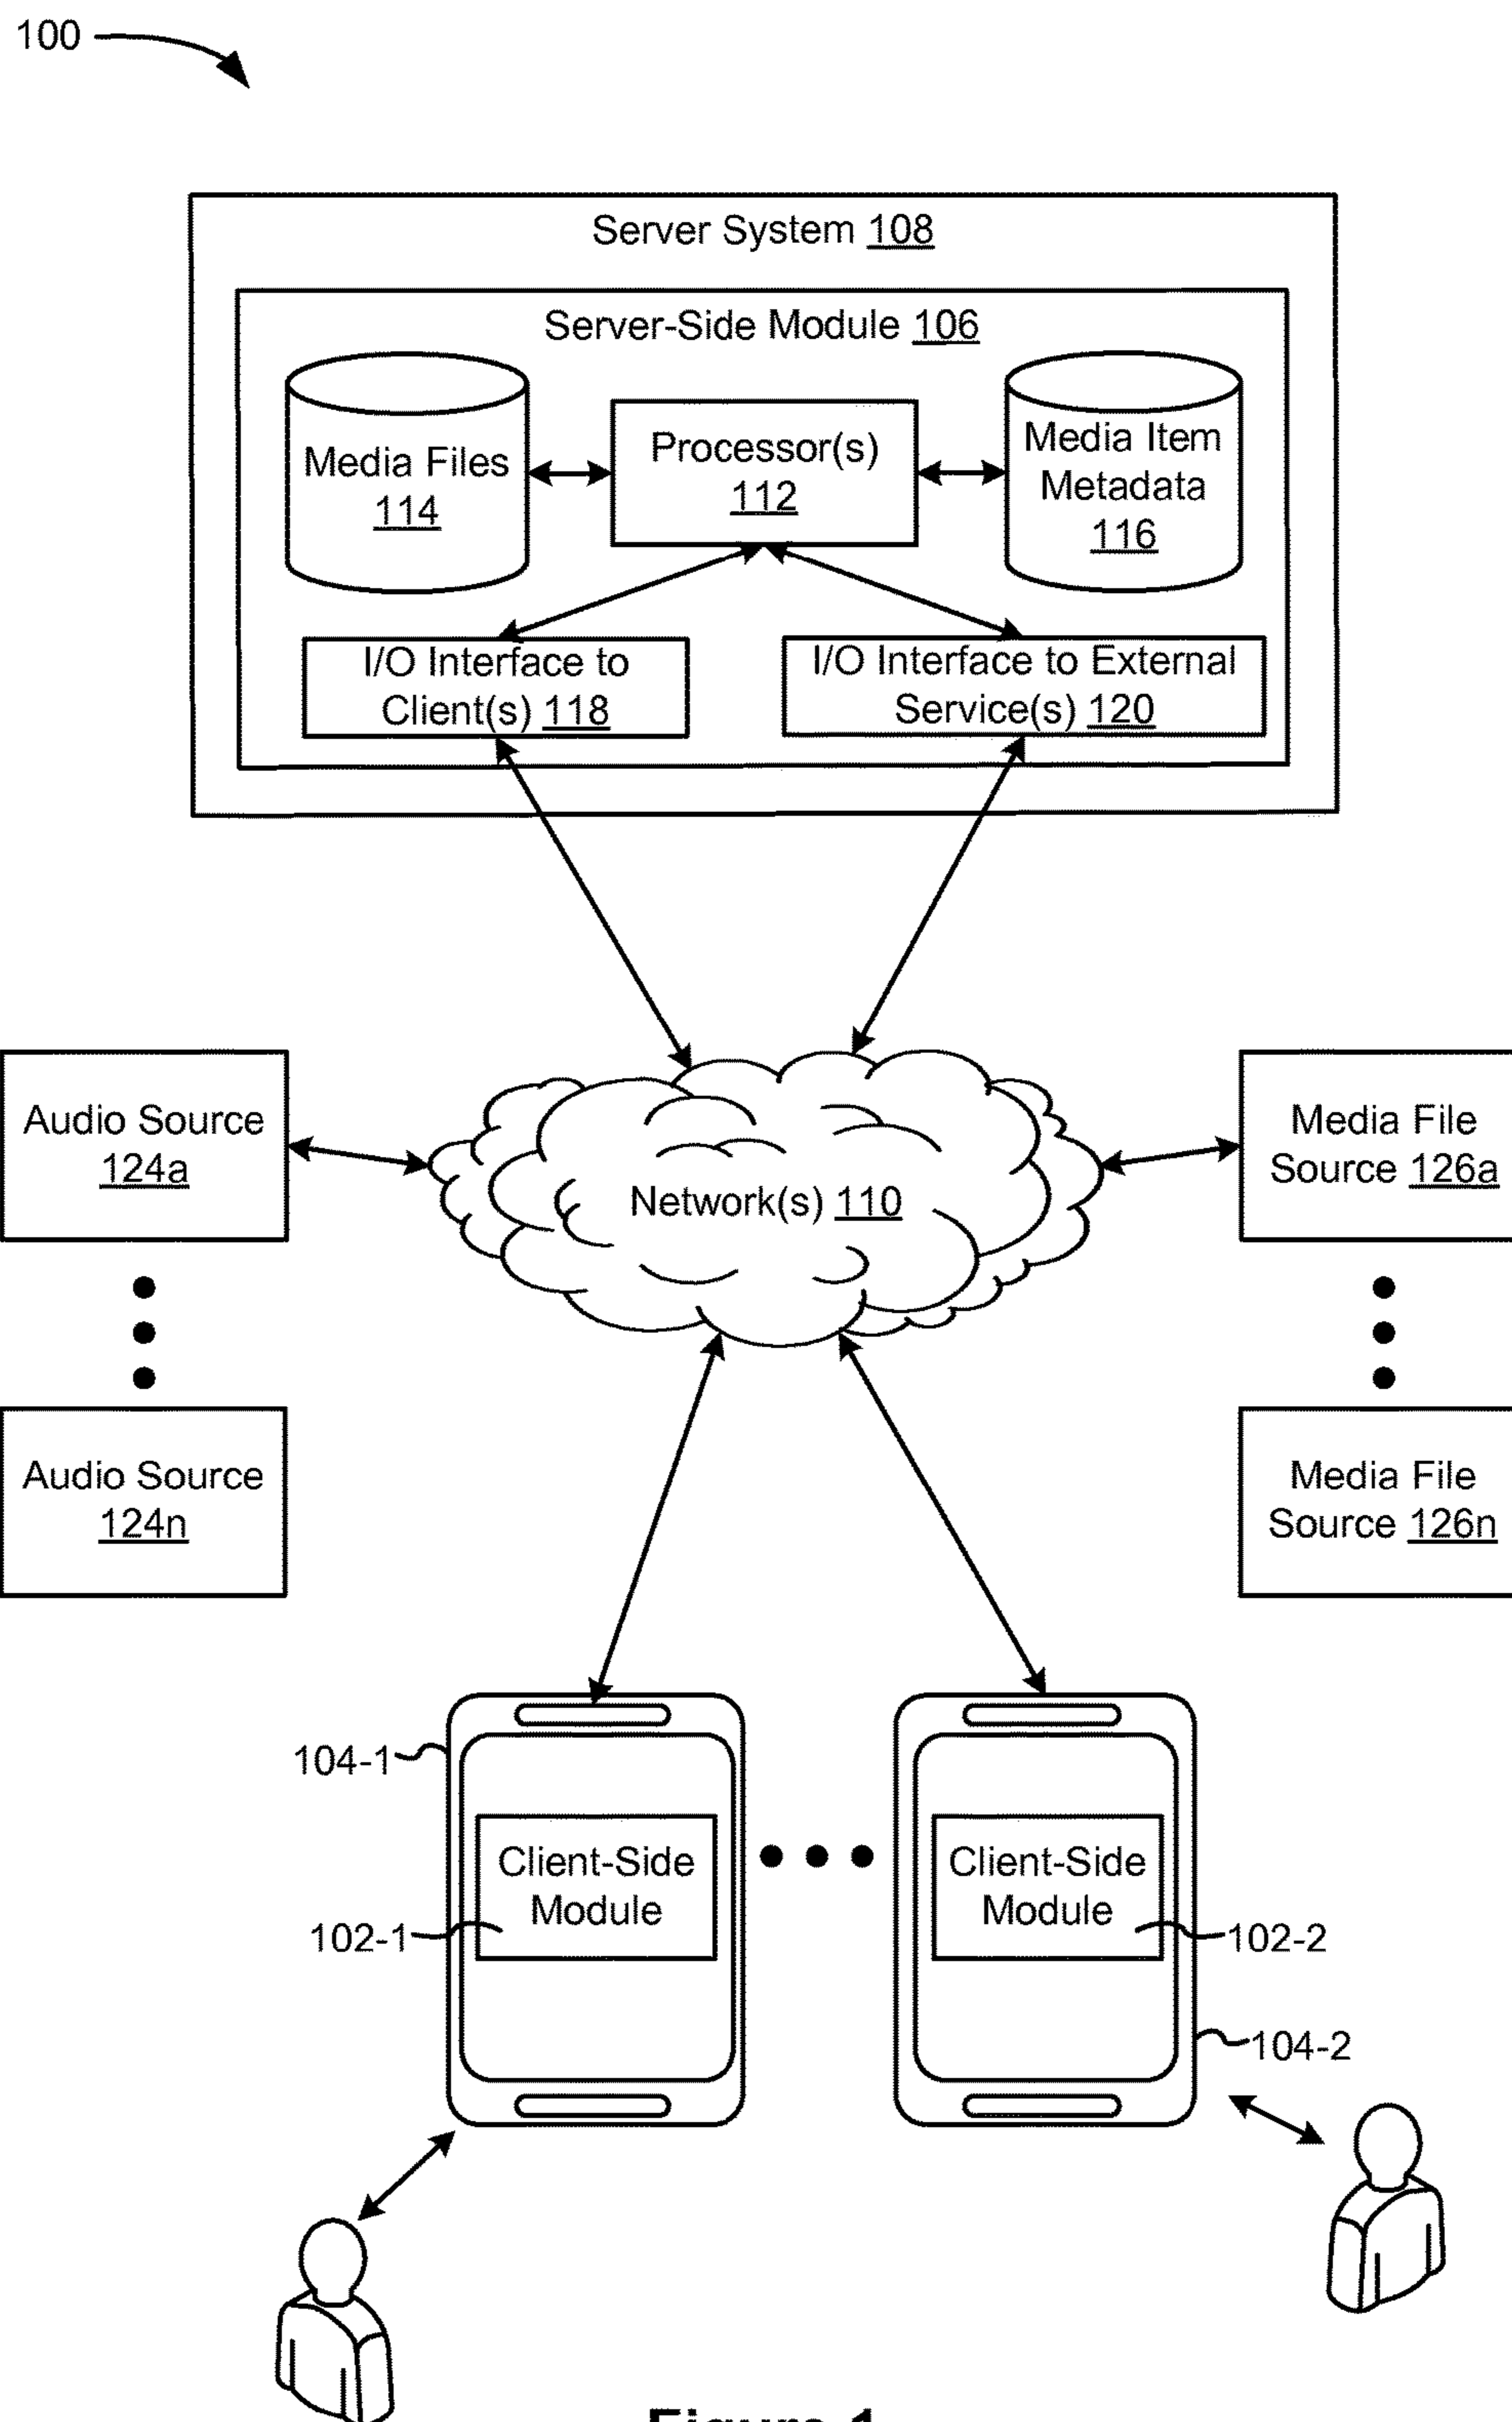 100
Server System 108
Server-Side Module 106
Media Files
114
Processor(s)
112
Media Item
Metadata
116
I/O Interface to
Client(s) 118
I/O Interface to External
Service(s) 120
Audio Source
124a
Network(s) 110
Media File
Source 126a
Audio Source
124n
Media File
Source 126n
104-1
Client-Side
Module
102-1
Client-Side
Module
102-2
104-2
Figure 1